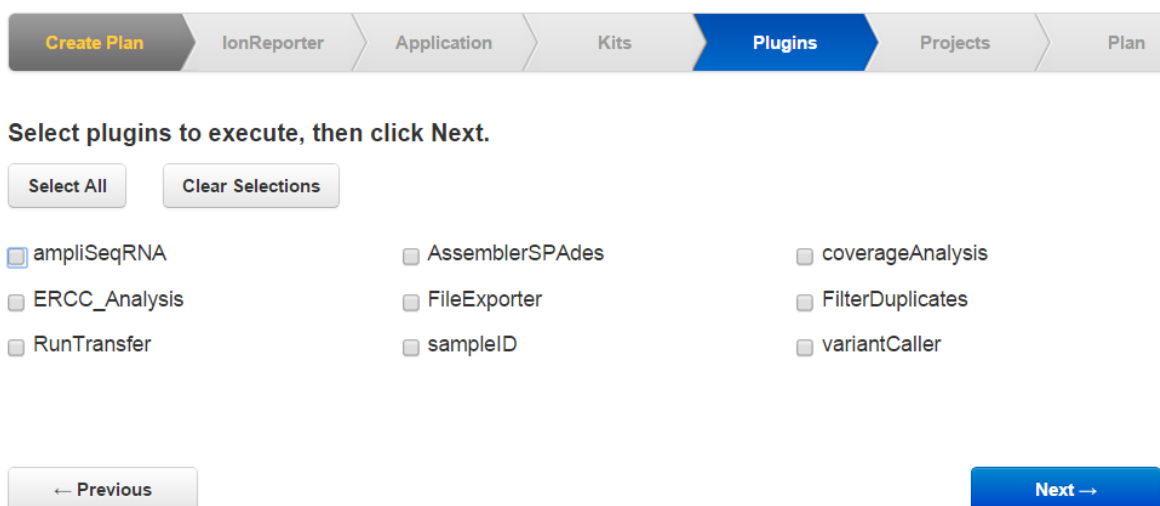 Create Plan IonReporter Application Kits Plugins Projects Plan
Select plugins to execute, then click Next.
Select All Clear Selections
ampliSeqRNA AssemblerSPAdes coverageAnalysis
ERCC_Analysis FileExporter FilterDuplicates
RunTransfer sampleID variantCaller
← Previous Next →